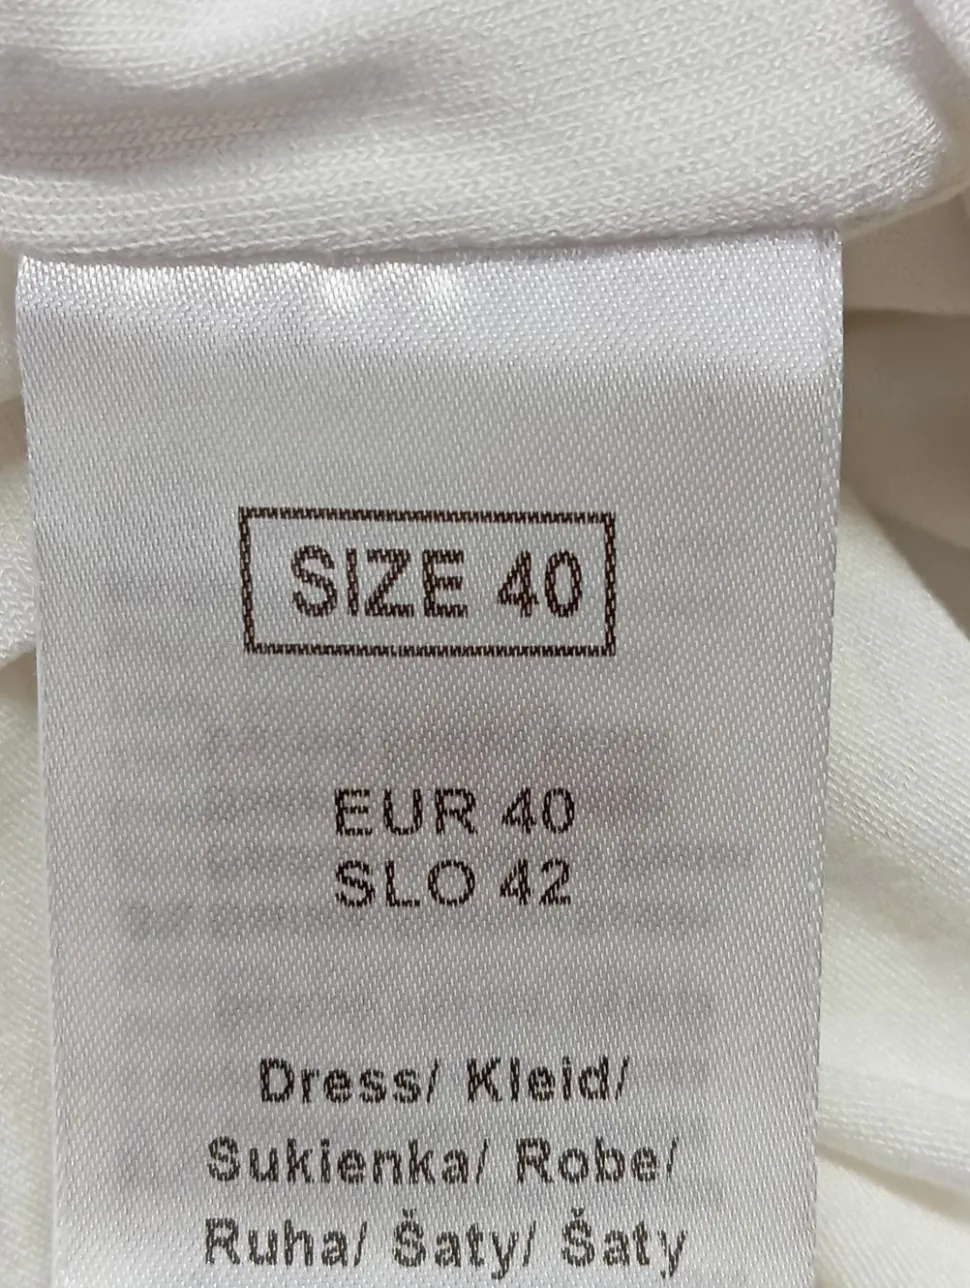 SIZE 40
EUR 40
SLO 42
Dress/ Kleid/
Sukienka/ Robe/
Ruha/ Šaty/ Šaty